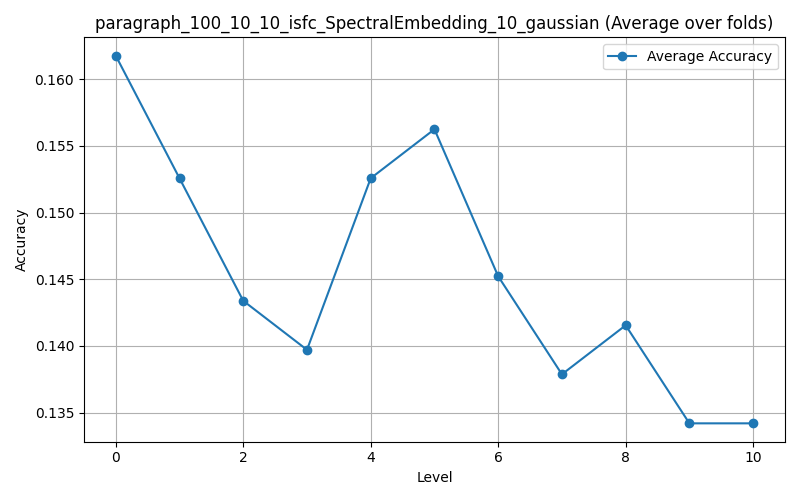 paragraph_100_10_10_isfc_SpectralEmbedding_10_gaussian (Average over folds)
Average Accuracy
0.160
0.155
0.150
0.145
0.140
0.135
Accuracy
0 2 4 6 8 10
Level